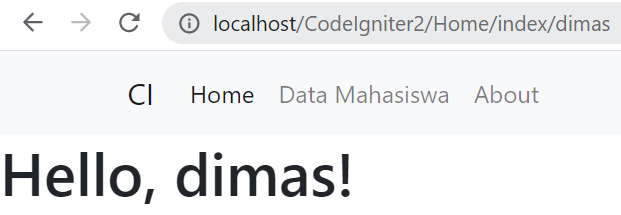 localhost/CodeIgniter2/Home/index/dimas
CI Home Data Mahasiswa About
Hello, dimas!